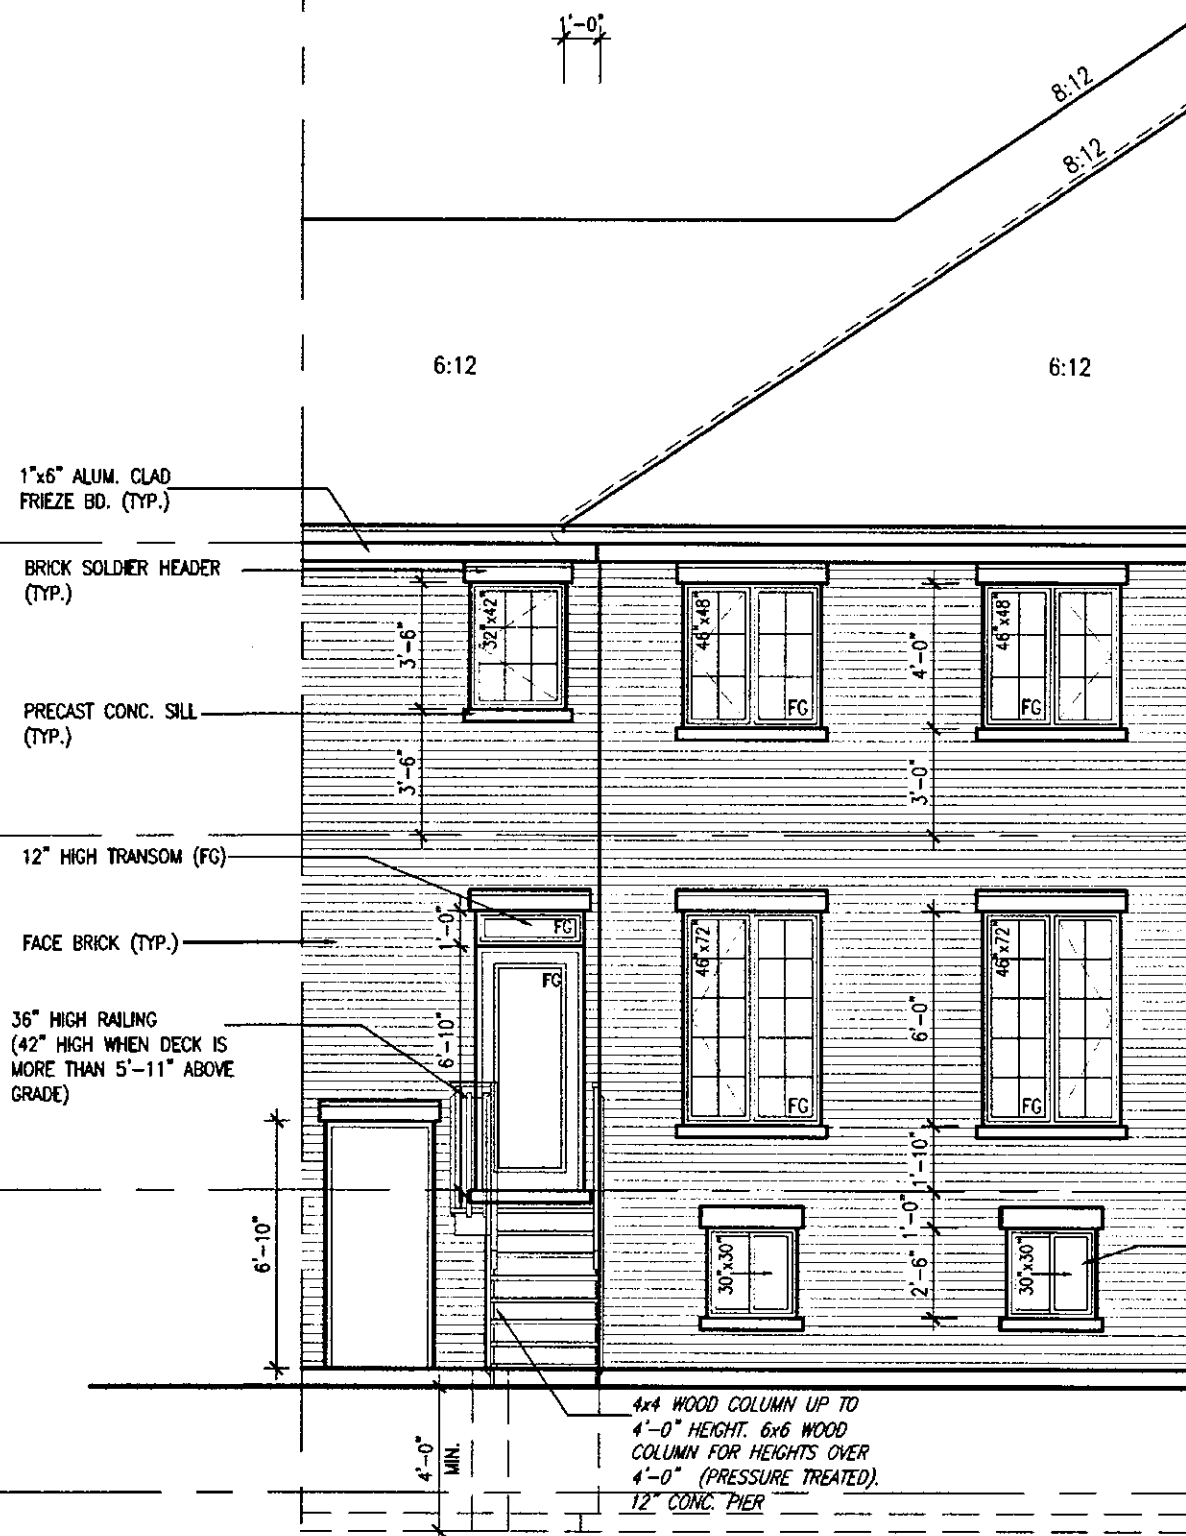 1'-0"
8:12
8:12
6:12
6:12
1"x6" ALUM. CLAD
FRIEZE BD. (TYP.)
BRICK SOLDIER HEADER
(TYP.)
32"x42"
46"x48"
46"x48"
3'-6"
4'-0"
FG
FG
PRECAST CONC. SILL
(TYP.)
3'-6"
3'-0"
12" HIGH TRANSOM (FG)
1'-0"
FG
46"x72"
46"x72"
FACE BRICK (TYP.)
FG
36" HIGH RAILING
(42" HIGH WHEN DECK IS
MORE THAN 5'-11" ABOVE
GRADE)
6'-10"
6'-0"
FG
FG
1'-10"
1'-0"
6'-10"
30"x30"
2'-6"
30"x30"
4x4 WOOD COLUMN UP TO
4'-0" HEIGHT. 6x6 WOOD
COLUMN FOR HEIGHTS OVER
4'-0" (PRESSURE TREATED).
12" CONC. PIER
4'-0"
MIN.